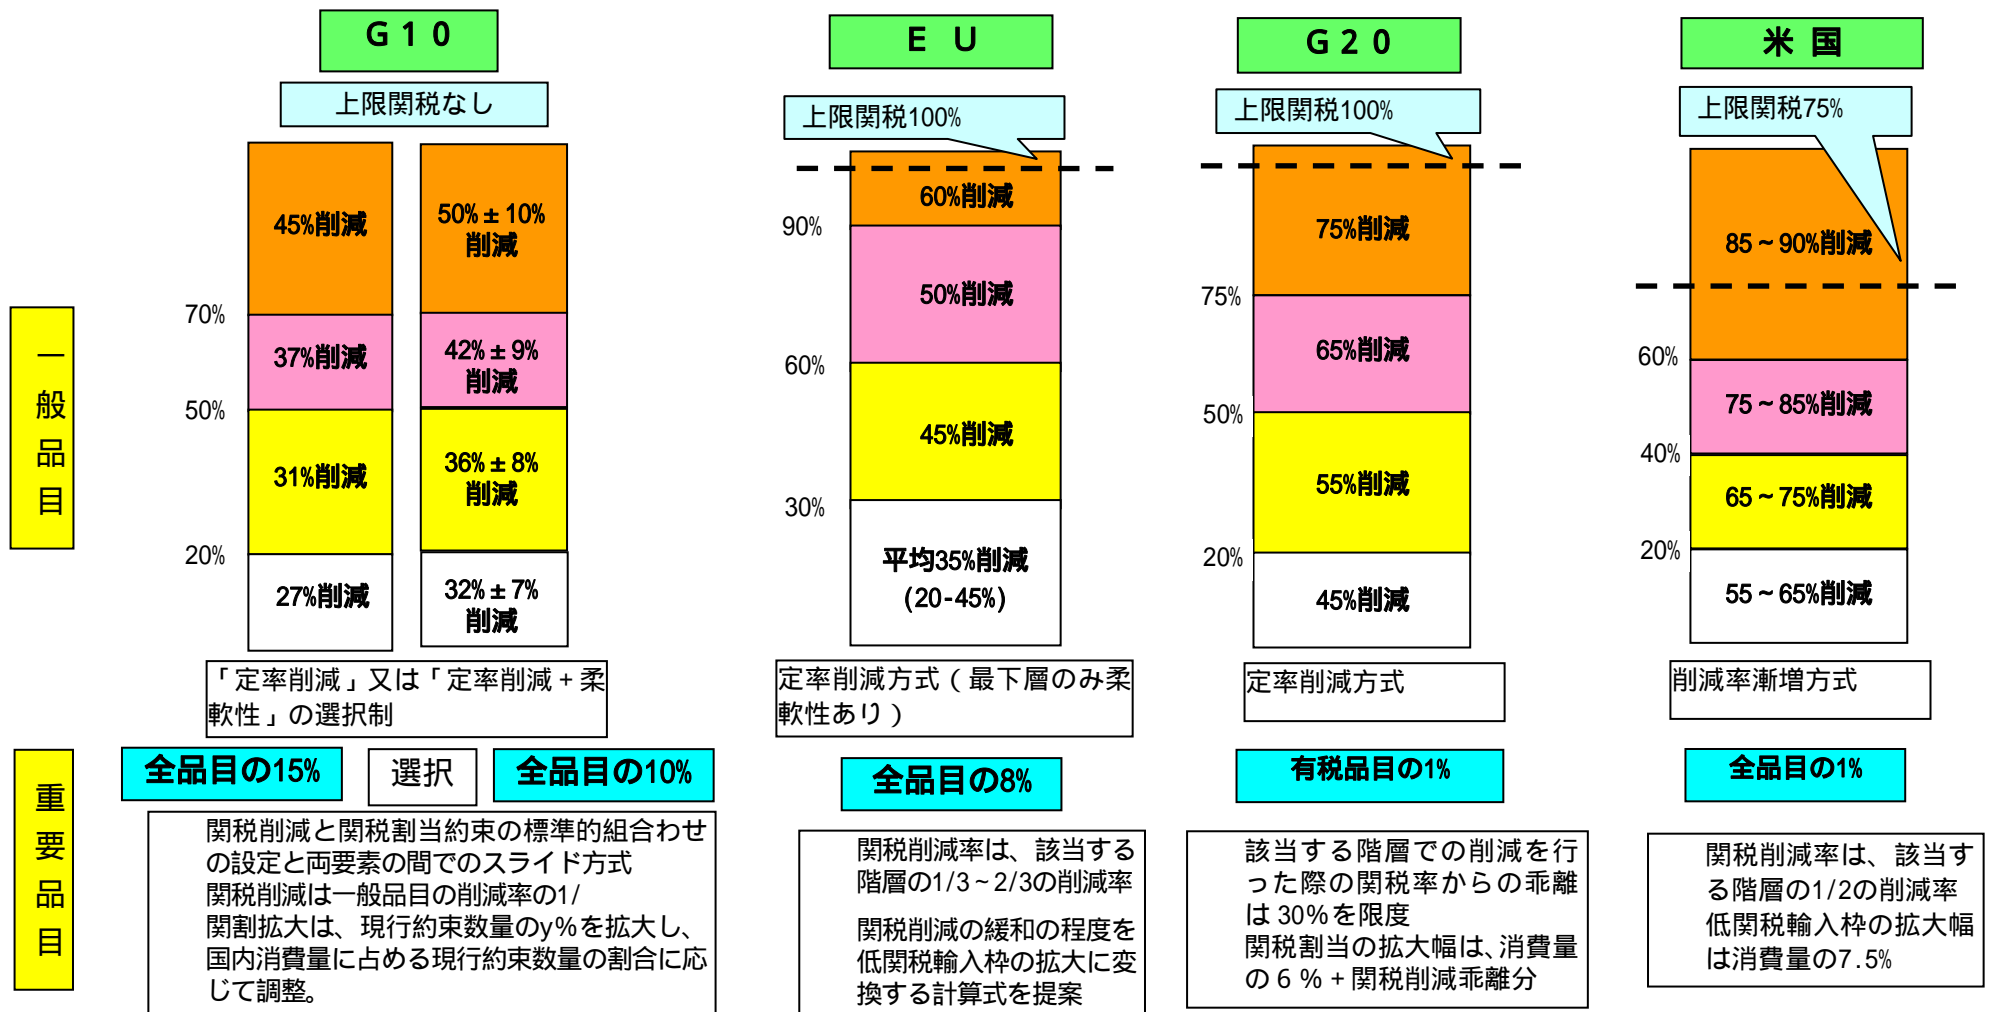 G10
上限関税なし
45%削減
50%±10%
削減
70%
37%削減
42%±9%
削減
50%
31%削減
36%±8%
削減
20%
27%削減
32%±7%
削減
「定率削減」又は「定率削減+柔
軟性」の選択制
EU
上限関税100%
60%削減
90%
50%削減
60%
45%削減
30%
平均35%削減
(20-45%)
定率削減方式(最下層のみ柔
軟性あり)
G20
上限関税100%
75%削減
75%
65%削減
50%
55%削減
20%
45%削減
定率削減方式
米国
上限関税75%
85~90%削減
60%
75~85%削減
40%
65~75%削減
20%
55~65%削減
削減率漸増方式
一般品目
重要品目
全品目の15%
選択
全品目の10%
関税削減と関税割当約束の標準的組合わせ
の設定と両要素の間でのスライド方式
関税削減は一般品目の削減率の1/
関割拡大は、現行約束数量のy%を拡大し、
国内消費量に占める現行約束数量の割合に応
じて調整。
全品目の8%
関税削減率は、該当する
階層の1/3~2/3の削減率
関税削減の緩和の程度を
低関税輸入枠の拡大に変
換する計算式を提案
有税品目の1%
該当する階層での削減を行
った際の関税率からの乖離
は30%を限度
関税割当の拡大幅は、消費量
の6%+関税削減乖離分
全品目の1%
関税削減率は、該当す
る階層の1/2の削減率
低関税輸入枠の拡大幅
は消費量の7.5%